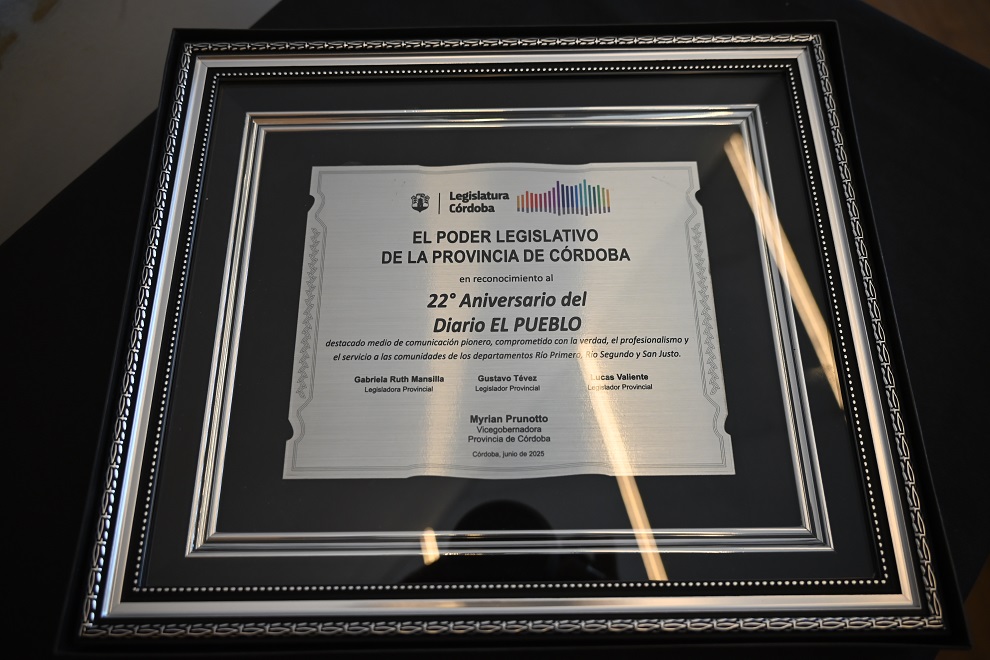 Legislatura
Córdoba
EL PODER LEGISLATIVO
DE LA PROVINCIA DE CÓRDOBA
en reconocimiento al
22° Aniversario del
Diario EL PUEBLO
destacado medio de comunicación pionero, comprometido con la verdad, el profesionalismo y
el servicio a las comunidades de los departamentos Río Primero, Río Segundo y San Justo.
Gabriela Ruth Mansilla Gustavo Tévez Lucas Valiente
Legisladora Provincial Legislador Provincial Legislador Provincial
Myrian Prunotto
Vicegobernadora
Provincia de Córdoba
Córdoba, junio de 2025